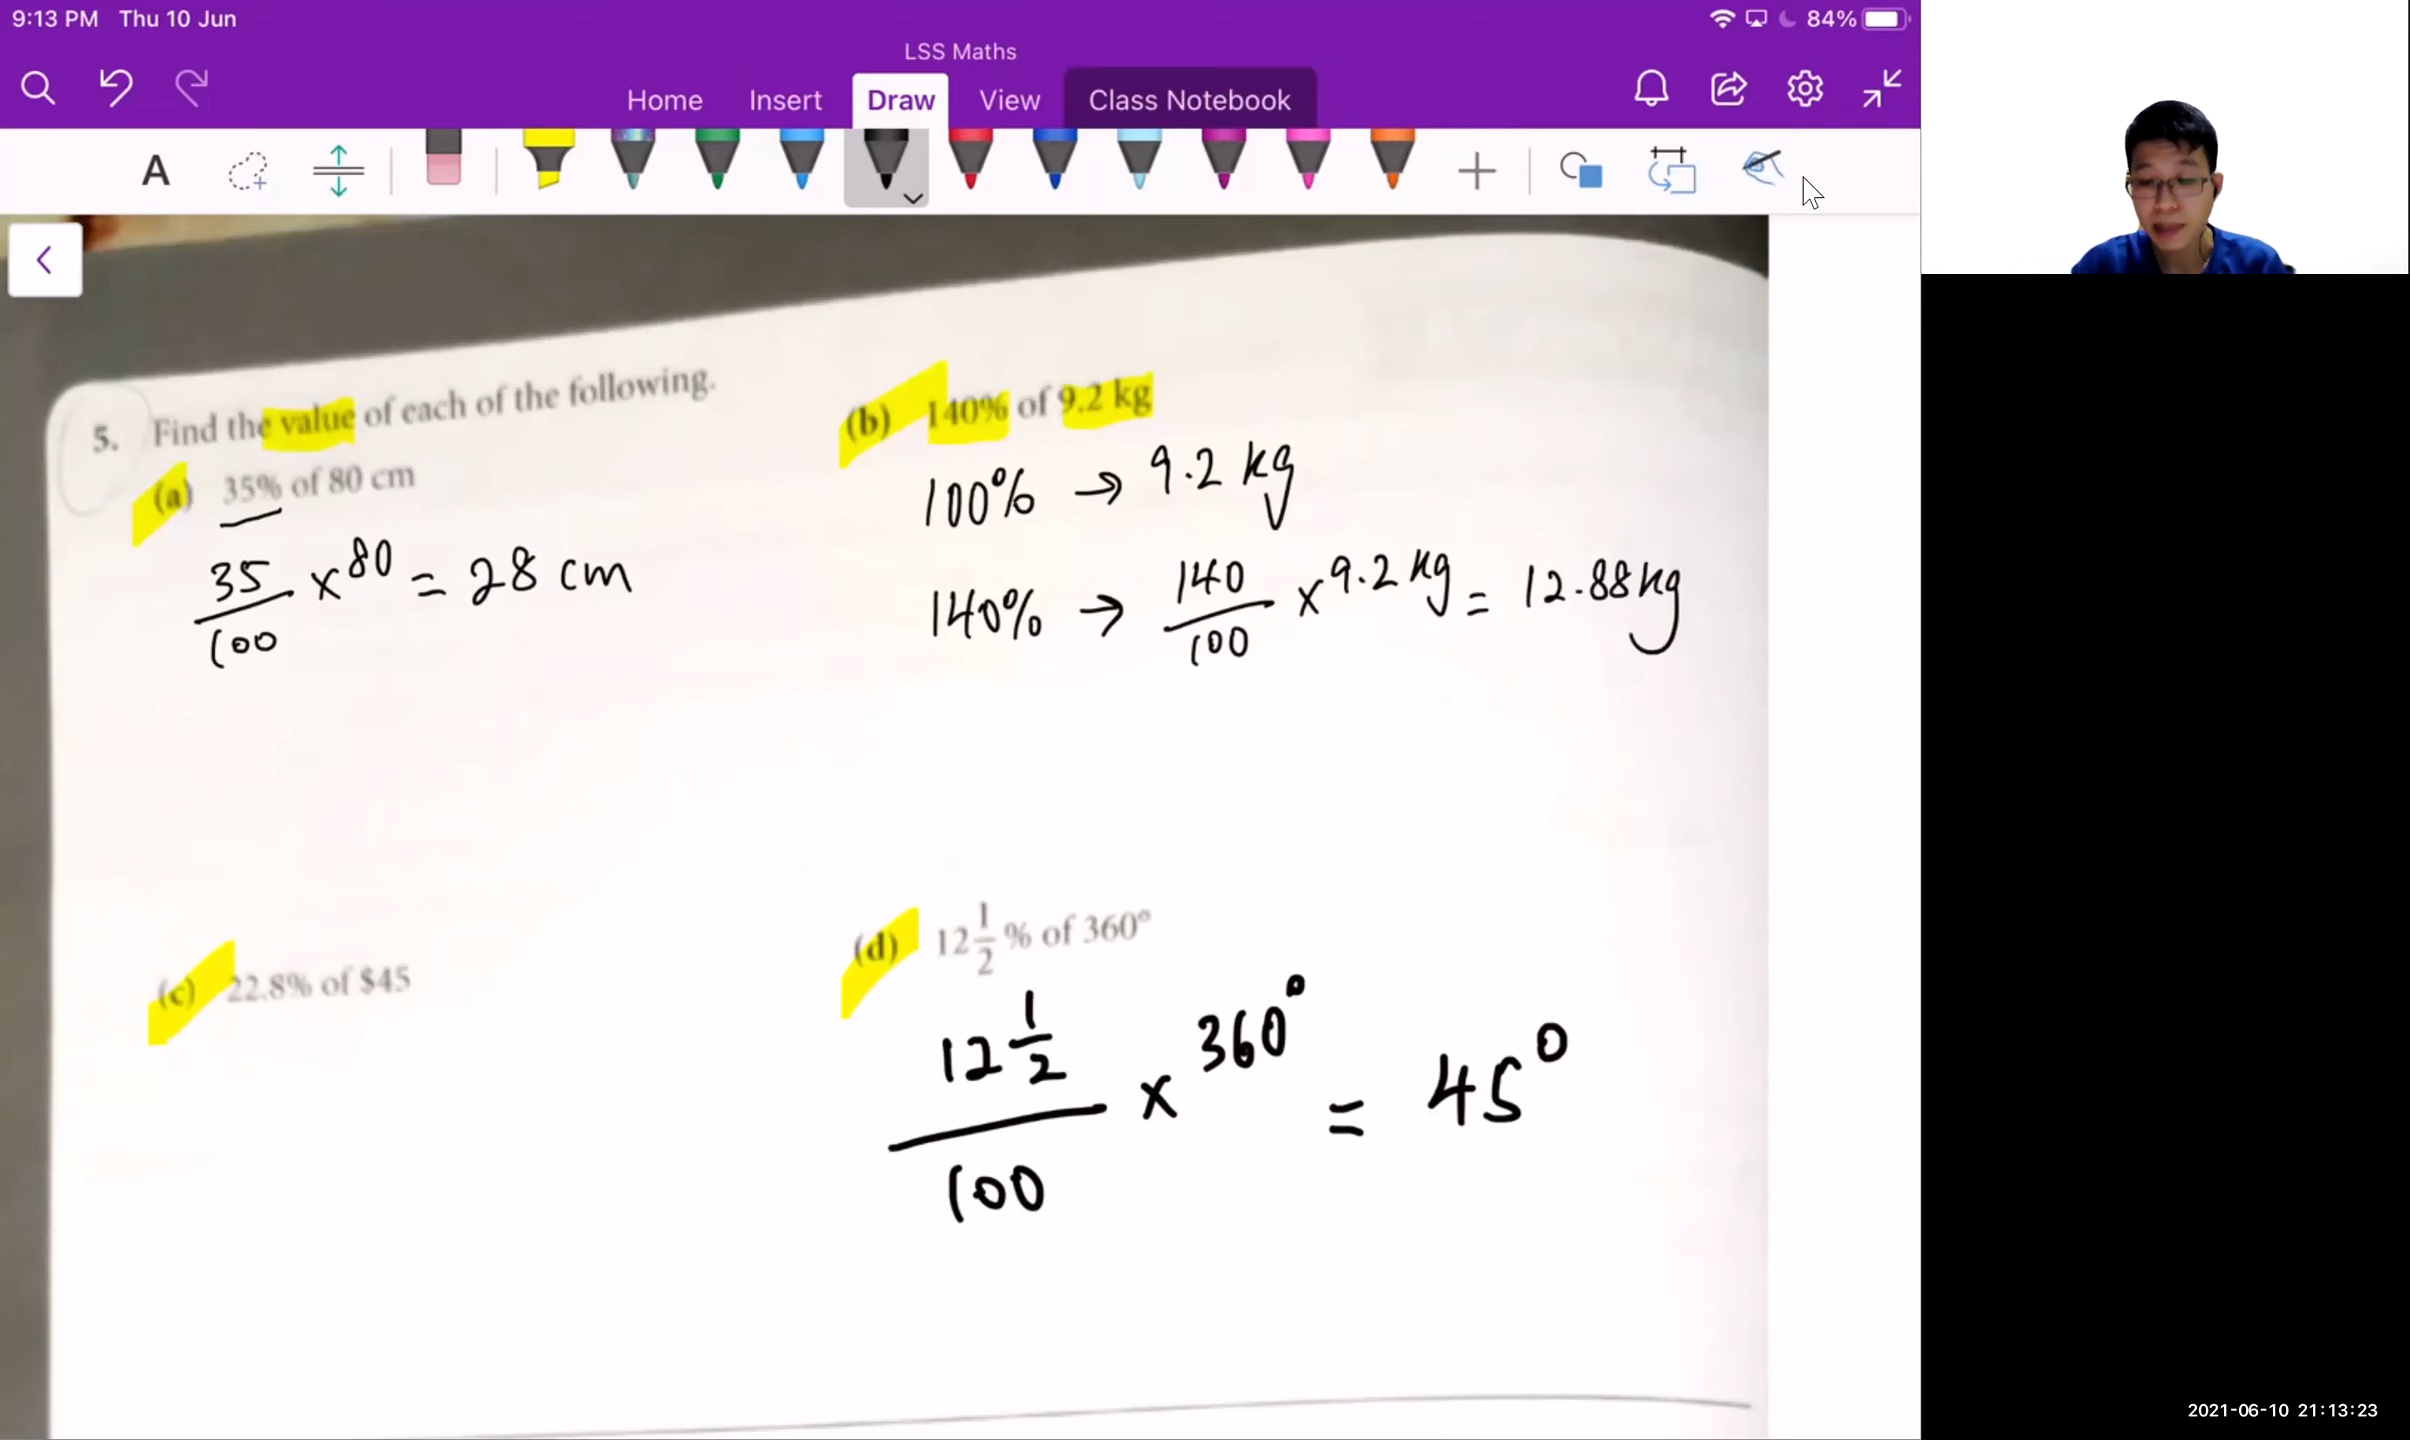 9:13 PM Thu 10 Jun
84%
LSS Maths
Home Insert Draw View Class Notebook
A
5. Find the value of each of the following.
(a) 35% of 80 cm
35/100 × 80 = 28 cm
(b) 140% of 9.2 kg
100% → 9.2 kg
140% → 140/100 × 9.2 kg = 12.88 kg
(c) 22.8% of $45
(d) 12 1/2 % of 360°
12 1/2 / 100 × 360° = 45°
2021-06-10 21:13:23